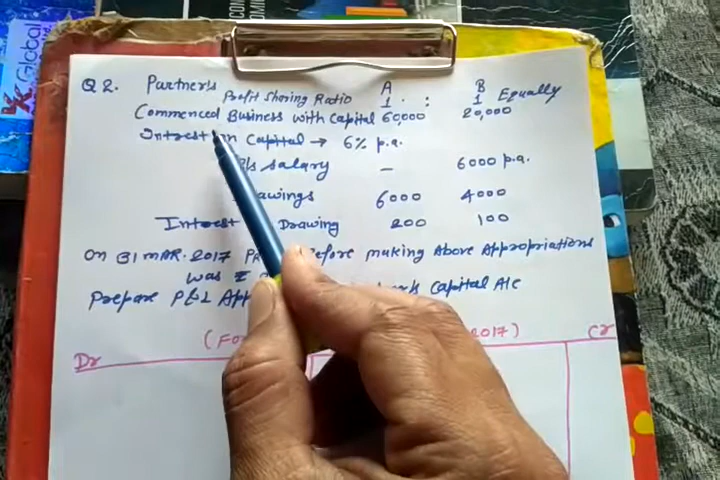 Q2. Partner's A B
Profit Sharing Ratio 1 : 1 Equally
Commenced Business with Capital 60,000 20,000
Interest on Capital → 6% p.a.
salary — 6000 p.a.
6000 4000
Interest Drawing 200 100
On 31 MAR. 2017 Before making Above Appropriations
was ₹
Prepare P&L Capital A/c
2017)
Dr Cr
Global